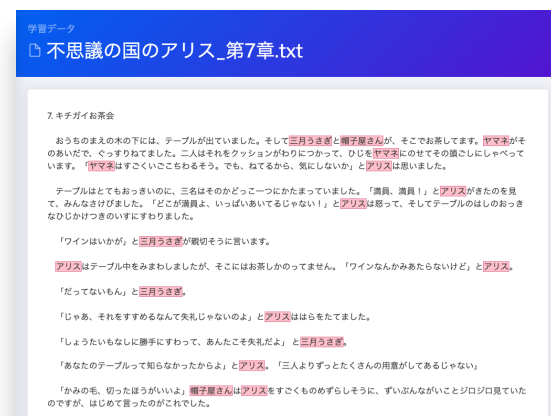 学習データ
不思議の国のアリス_第7章.txt
7. キチガイお茶会
おうちのまえの木の下には、テーブルが出ていました。そして三月うさぎと帽子屋さんが、そこでお茶してます。ヤマネがそ
のあいだで、ぐっすりねてました。二人はそれをクッションがわりにつかって、ひじをヤマネにのせてその頭ごしにしゃべって
います。「ヤマネはすごくいごこちわるそう。でも、ねてるから、気にしないか」とアリスは思いました。
テーブルはとてもおっきいのに、三名はそのかどっこ一つにかたまっていました。「満員、満員！」とアリスがきたのを見
て、みんなさけびました。「どこが満員よ、いっぱいあいてるじゃない！」とアリスは怒って、そしてテーブルのはしのおっき
なひじかけつきのいすにすわりました。
「ワインはいかが」と三月うさぎが親切そうに言います。
アリスはテーブル中をみまわしましたが、そこにはお茶しかのってません。「ワインなんかみあたらないけど」とアリス。
「だってないもん」と三月うさぎ。
「じゃあ、それをすすめるなんて失礼じゃないのよ」とアリスははらをたてました。
「しょうたいもなしに勝手にすわって、あんたこそ失礼だよ」 と三月うさぎ。
「あなたのテーブルって知らなかったからよ」とアリス。「三人よりずっとたくさんの用意がしてあるじゃない」
「かみの毛、切ったほうがいいよ」帽子屋さんはアリスをすごくものめずらしそうに、ずいぶんながいことジロジロ見ていた
のですが、はじめて言ったのがこれでした。